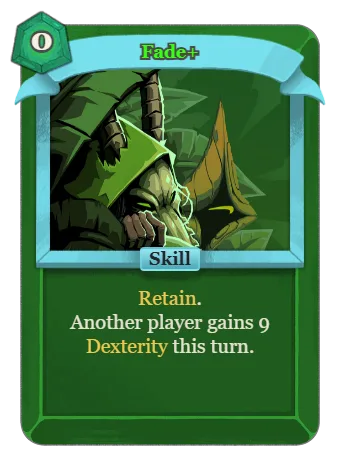 0
Fade+
Skill
Retain.
Another player gains 9
Dexterity this turn.